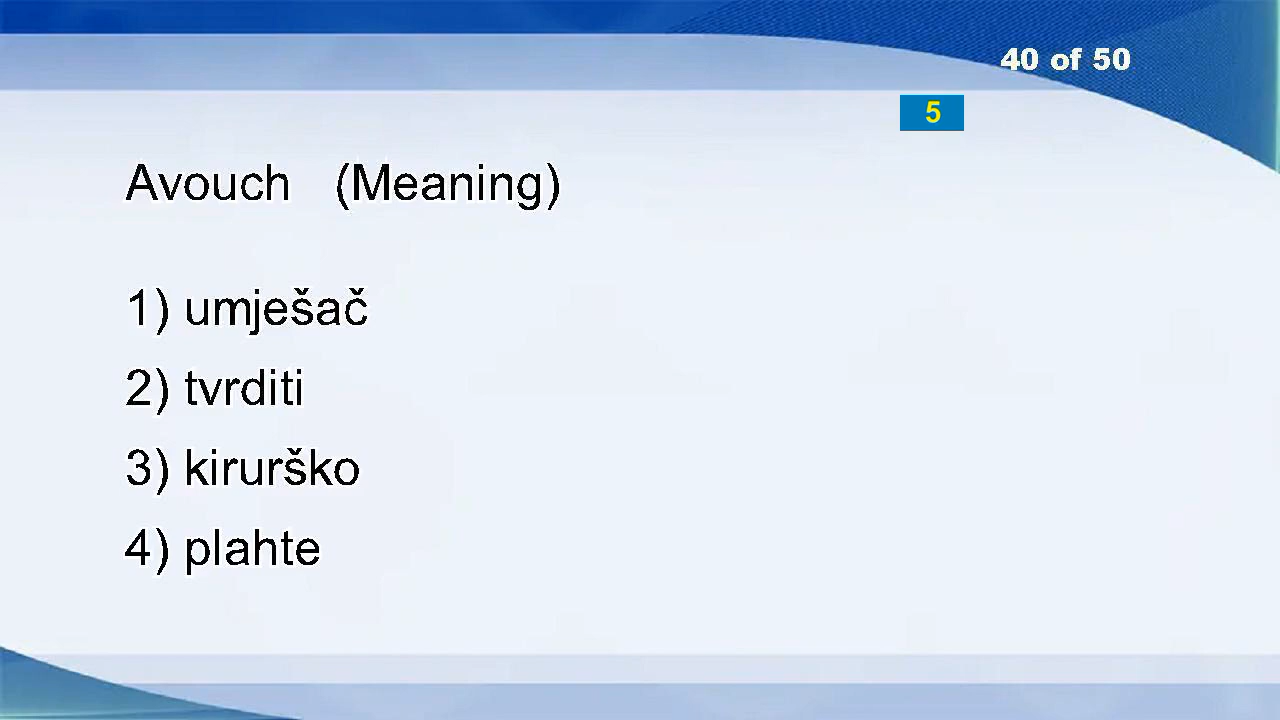 40 of 50
5
Avouch (Meaning)
1) umješač
2) tvrditi
3) kirurško
4) plahte